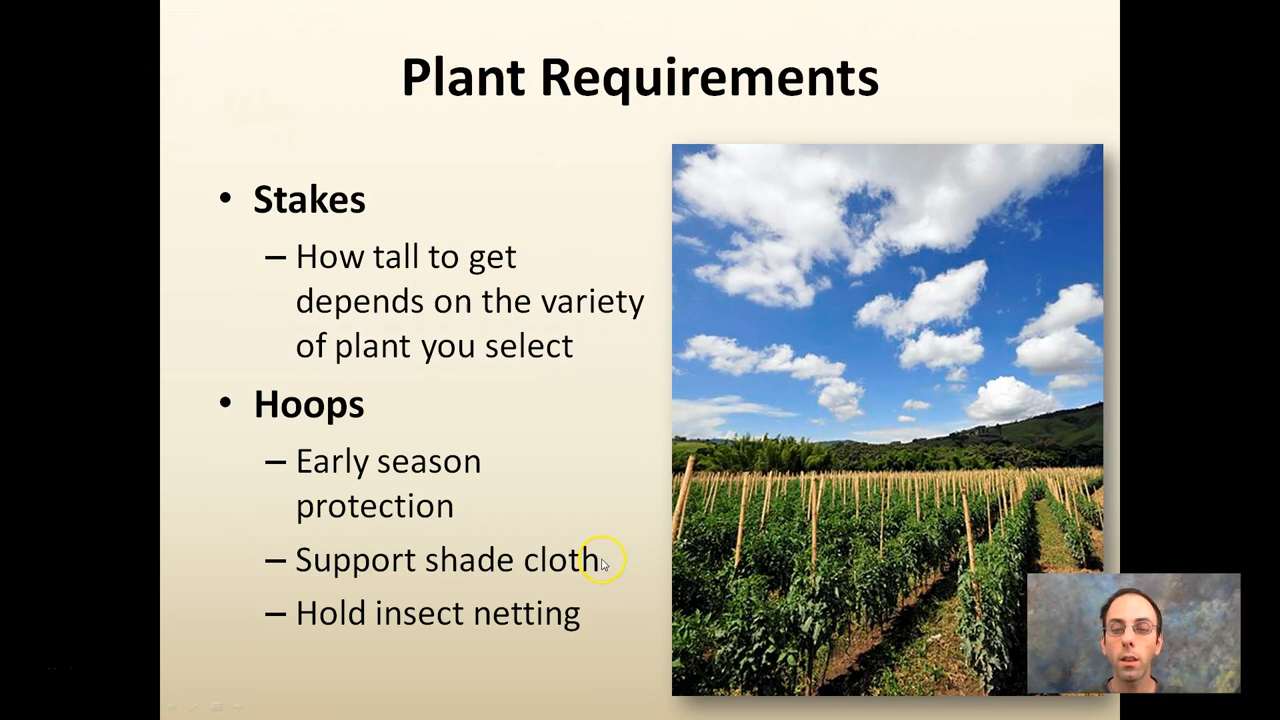 Plant Requirements
• Stakes
– How tall to get
depends on the variety
of plant you select
• Hoops
– Early season
protection
– Support shade cloth
– Hold insect netting